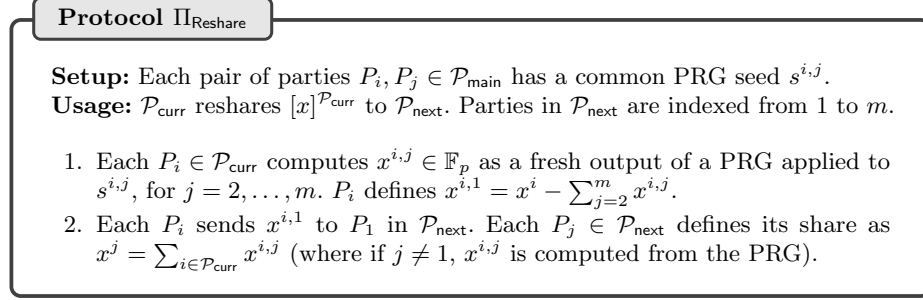 Protocol Π_Reshare
Setup: Each pair of parties P_i, P_j ∈ P_main has a common PRG seed s^{i,j}.
Usage: P_curr reshares [x]^{P_curr} to P_next. Parties in P_next are indexed from 1 to m.
1. Each P_i ∈ P_curr computes x^{i,j} ∈ F_p as a fresh output of a PRG applied to
s^{i,j}, for j = 2, . . . , m. P_i defines x^{i,1} = x^i − ∑_{j=2}^{m} x^{i,j}.
2. Each P_i sends x^{i,1} to P_1 in P_next. Each P_j ∈ P_next defines its share as
x^j = ∑_{i∈P_curr} x^{i,j} (where if j ≠ 1, x^{i,j} is computed from the PRG).